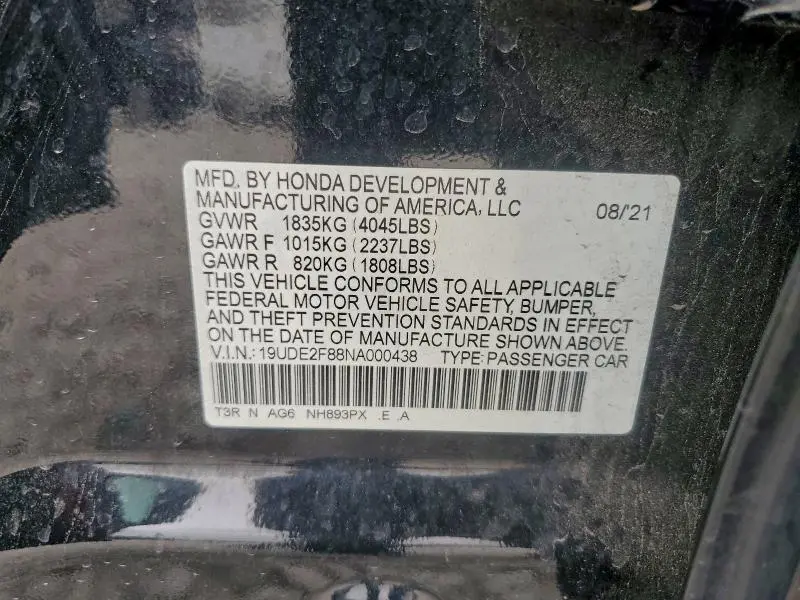 MFD. BY HONDA DEVELOPMENT &
MANUFACTURING OF AMERICA, LLC 08/'21
GVWR 1835KG (4045LBS)
GAWR F 1015KG (2237LBS)
GAWR R 820KG (1808LBS)
THIS VEHICLE CONFORMS TO ALL APPLICABLE
FEDERAL MOTOR VEHICLE SAFETY, BUMPER,
AND THEFT PREVENTION STANDARDS IN EFFECT
ON THE DATE OF MANUFACTURE SHOWN ABOVE.
V.I.N.: 19UDE2F88NA000438 TYPE: PASSENGER CAR
T3R N AG6 NH893PX .E .A